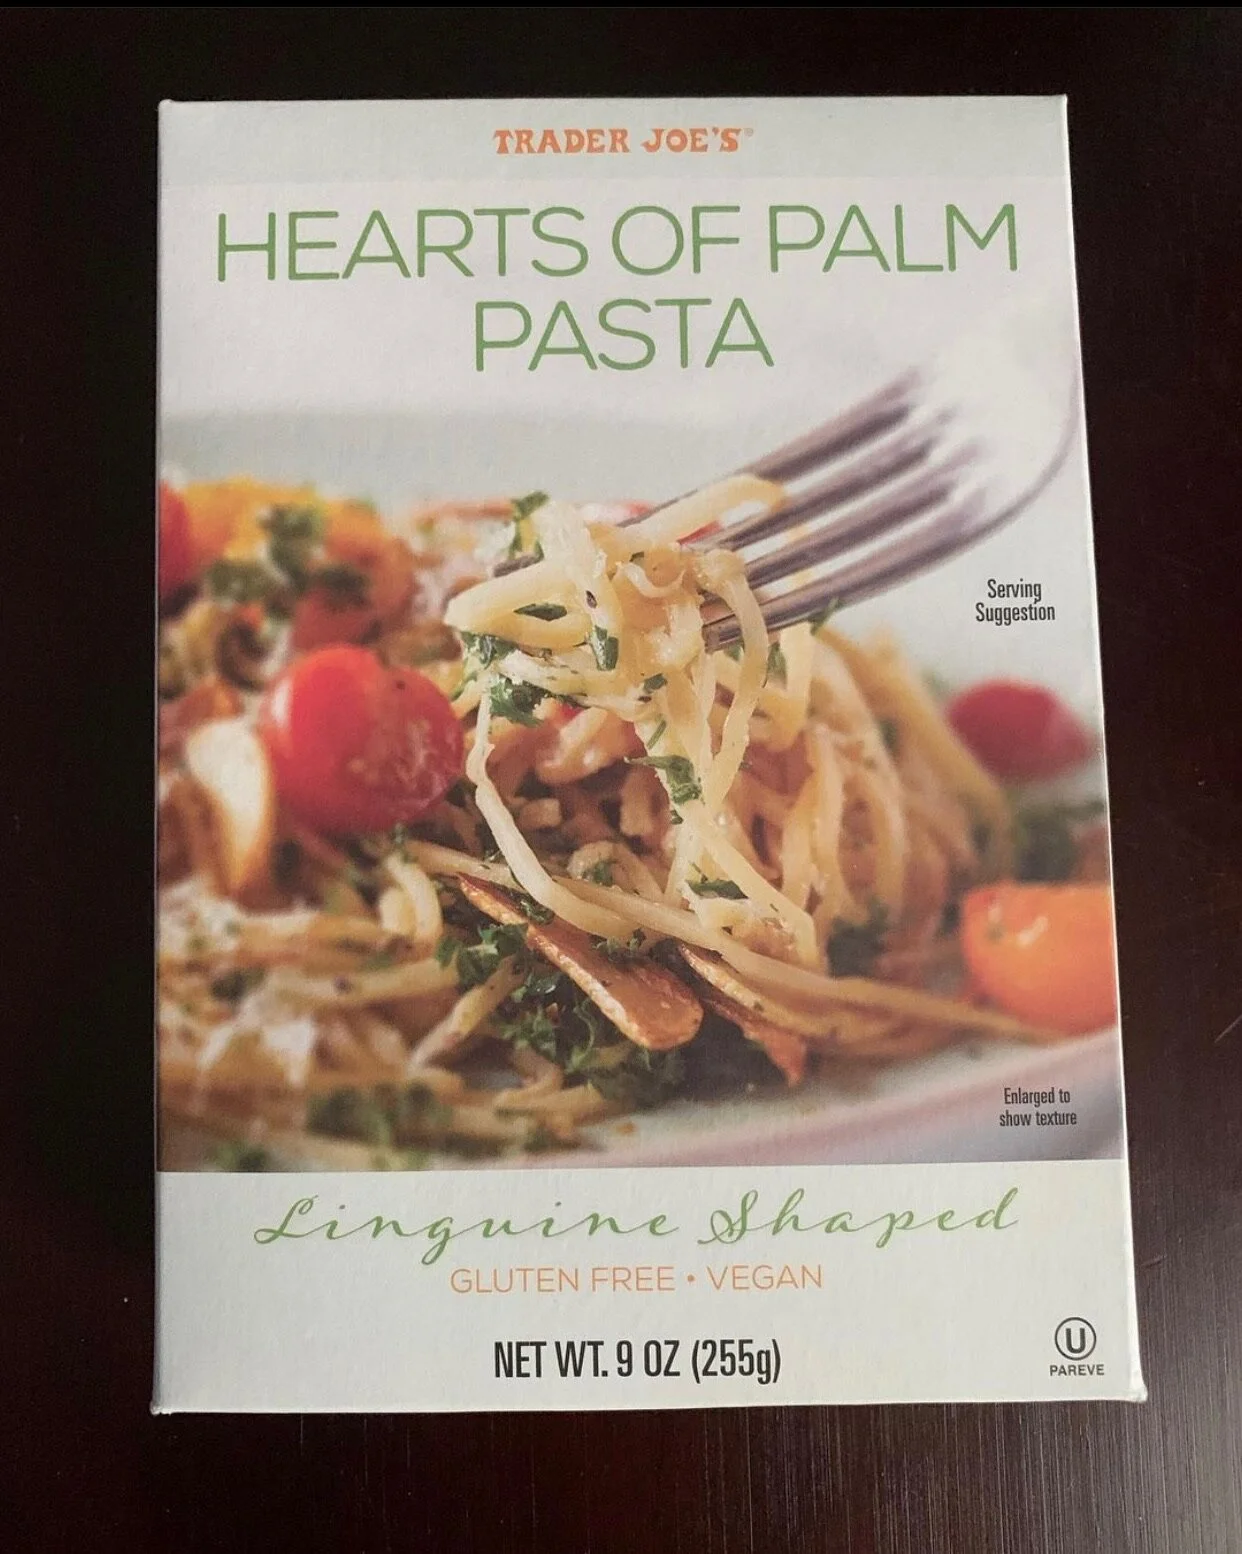 TRADER JOE'S®
HEARTS OF PALM
PASTA
Serving
Suggestion
Enlarged to
show texture
Linguine Shaped
GLUTEN FREE • VEGAN
NET WT. 9 OZ (255g)
U
PAREVE